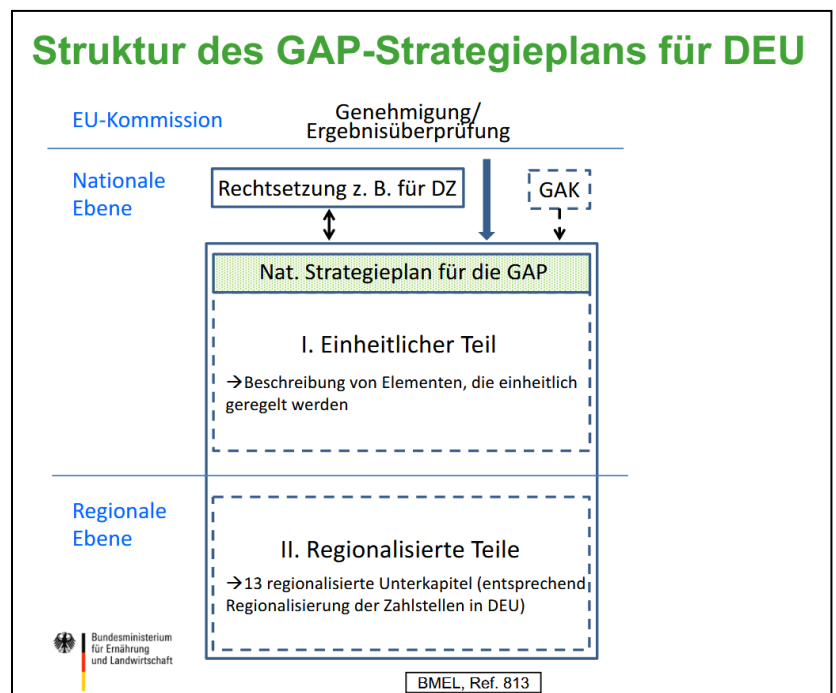 Struktur des GAP-Strategieplans für DEU
EU-Kommission
Genehmigung/
Ergebnisüberprüfung
Nationale
Ebene
Rechtsetzung z. B. für DZ
GAK
Nat. Strategieplan für die GAP
I. Einheitlicher Teil
→Beschreibung von Elementen, die einheitlich
geregelt werden
Regionale
Ebene
II. Regionalisierte Teile
→13 regionalisierte Unterkapitel (entsprechend
Regionalisierung der Zahlstellen in DEU)
Bundesministerium
für Ernährung
und Landwirtschaft
BMEL, Ref. 813